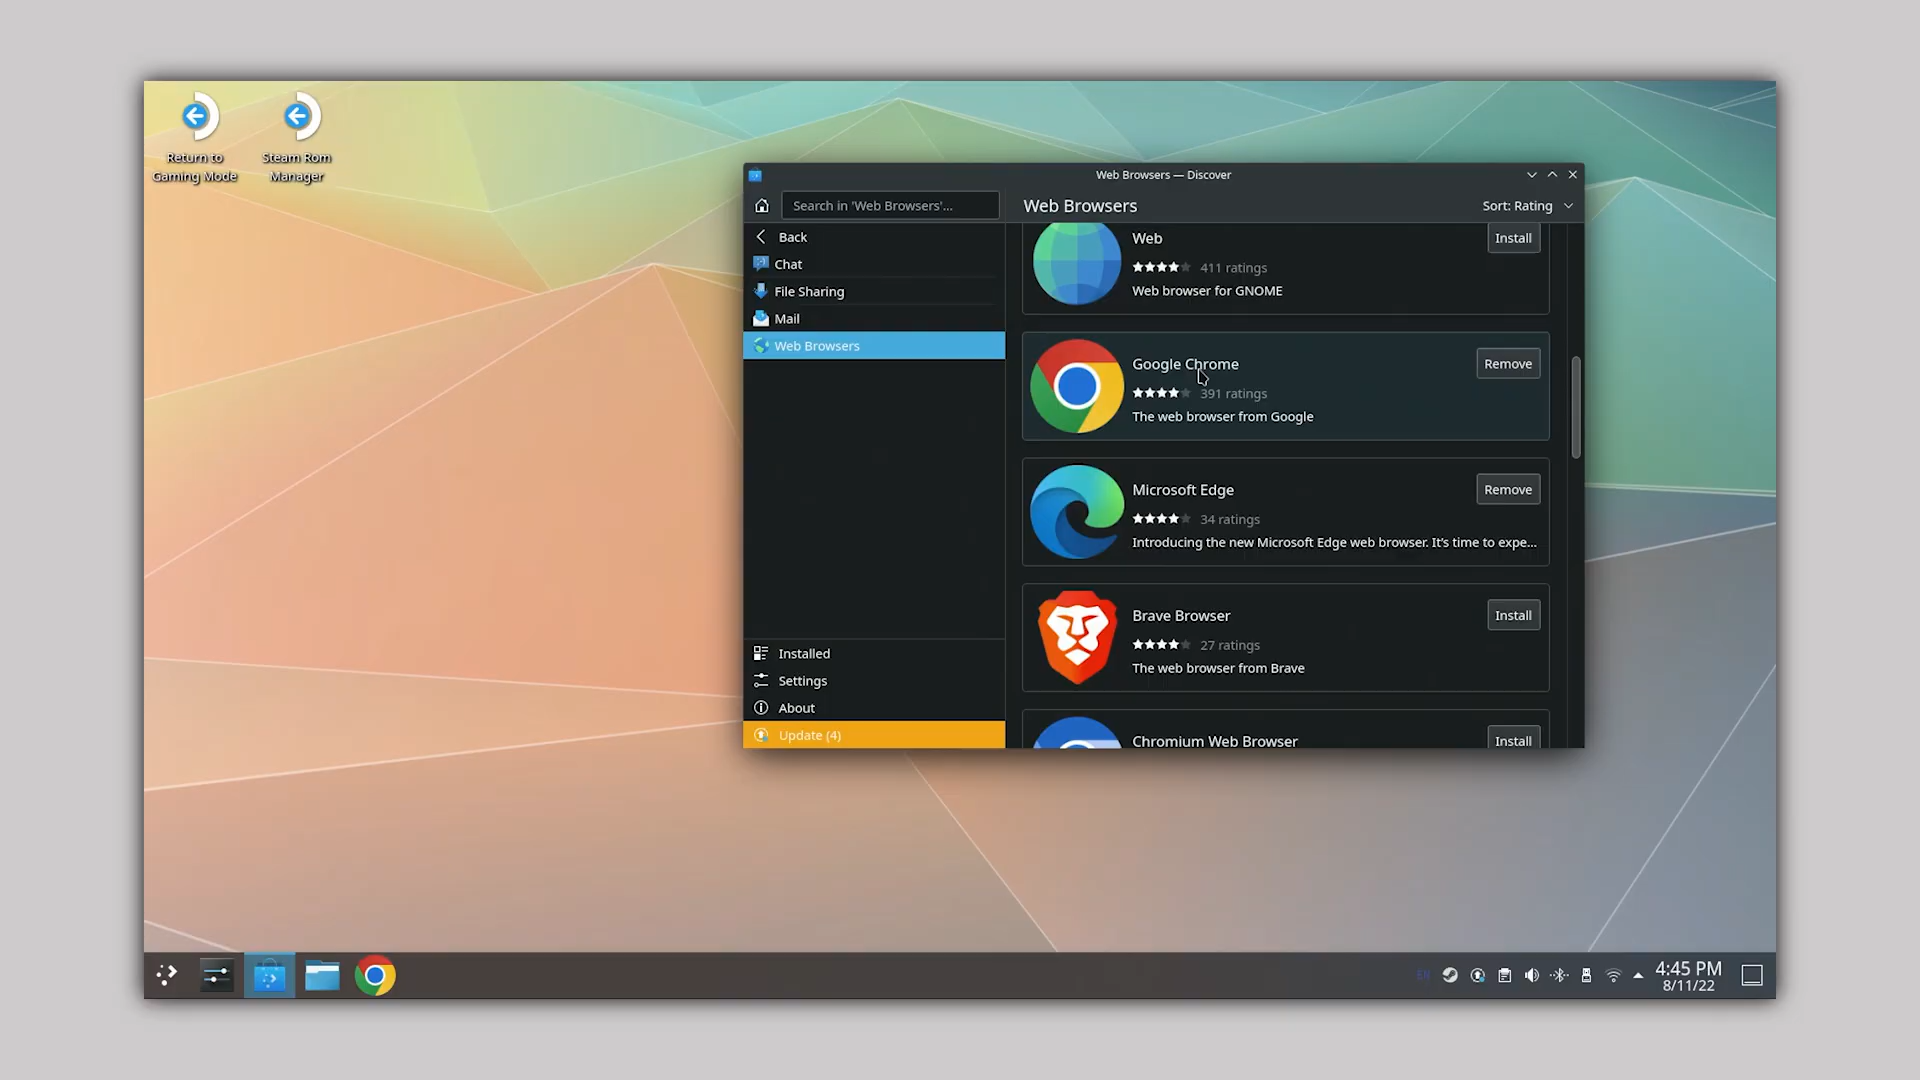 Return to
Gaming Mode
Steam Rom
Manager
Web Browsers — Discover
Search in 'Web Browsers'...
Web Browsers
Sort: Rating
Back
Chat
File Sharing
Mail
Web Browsers
Installed
Settings
About
Update (4)
Web
Install
411 ratings
Web browser for GNOME
Google Chrome
Remove
391 ratings
The web browser from Google
Microsoft Edge
Remove
34 ratings
Introducing the new Microsoft Edge web browser. It's time to expe...
Brave Browser
Install
27 ratings
The web browser from Brave
Chromium Web Browser
Install
EN
4:45 PM
8/11/22